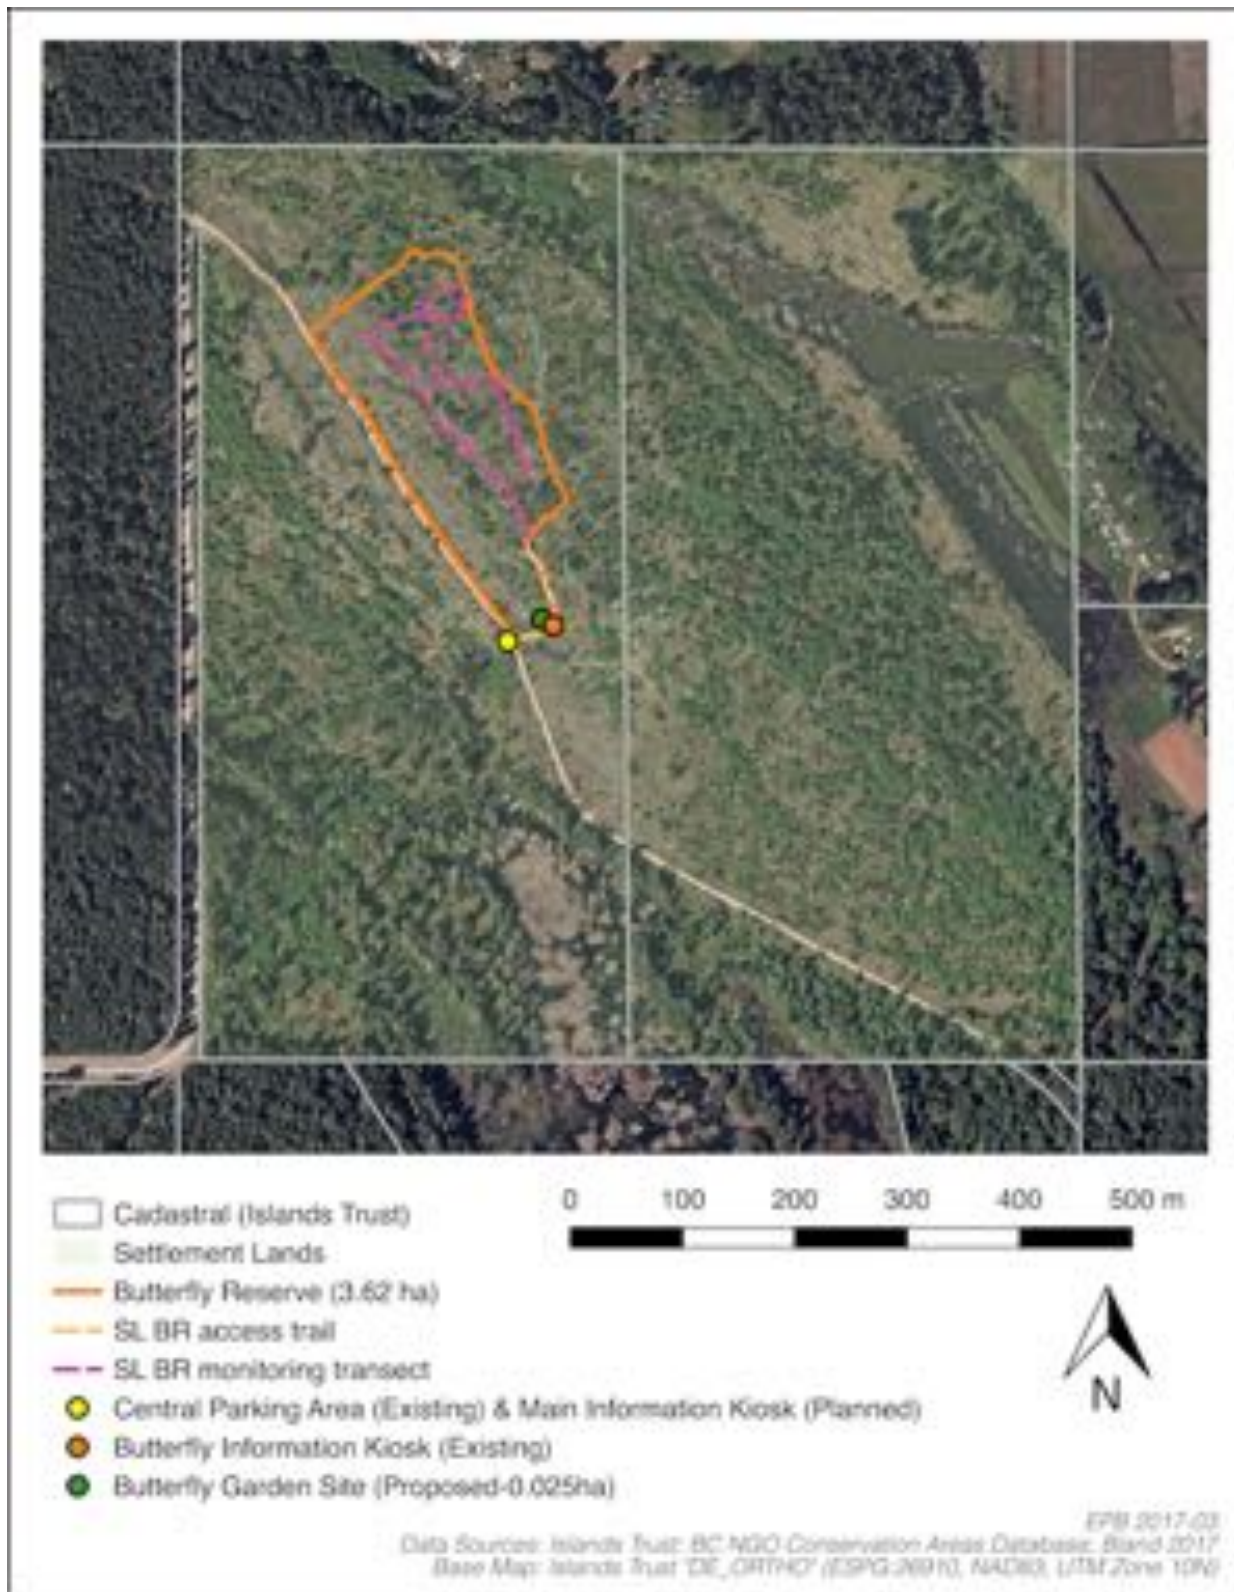 0 100 200 300 400 500 m
Cadastral (Islands Trust)
Settlement Lands
Butterfly Reserve (3.62 ha)
SL BR access trail
SL BR monitoring transect
Central Parking Area (Existing) & Main Information Kiosk (Planned)
Butterfly Information Kiosk (Existing)
Butterfly Garden Site (Proposed-0.025ha)
N
EPB 2017-03
Data Sources: Islands Trust: BC NGO Conservation Areas Database, Bland 2017
Base Map: Islands Trust "DE_ORTHO" (ESPG:26910, NAD83, UTM Zone 10N)